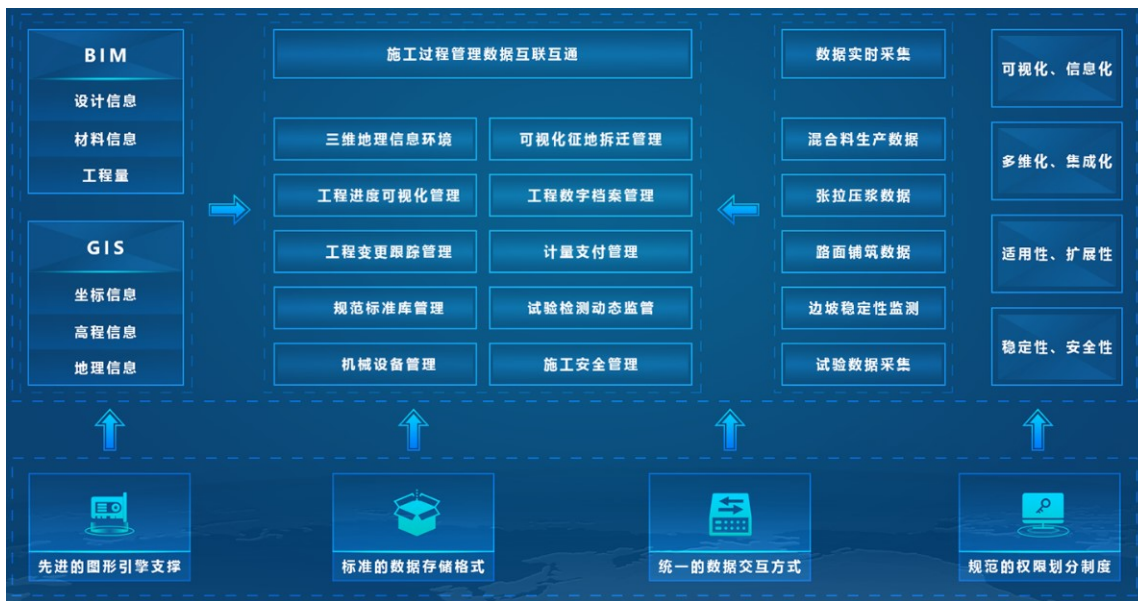 BIM
设计信息
材料信息
工程量
GIS
坐标信息
高程信息
地理信息
施工过程管理数据互联互通
三维地理信息环境
可视化征地拆迁管理
工程进度可视化管理
工程数字档案管理
工程变更跟踪管理
计量支付管理
规范标准库管理
试验检测动态监管
机械设备管理
施工安全管理
数据实时采集
混合料生产数据
张拉压浆数据
路面铺筑数据
边坡稳定性监测
试验数据采集
可视化、信息化
多维化、集成化
适用性、扩展性
稳定性、安全性
先进的图形引擎支撑
标准的数据存储格式
统一的数据交互方式
规范的权限划分制度